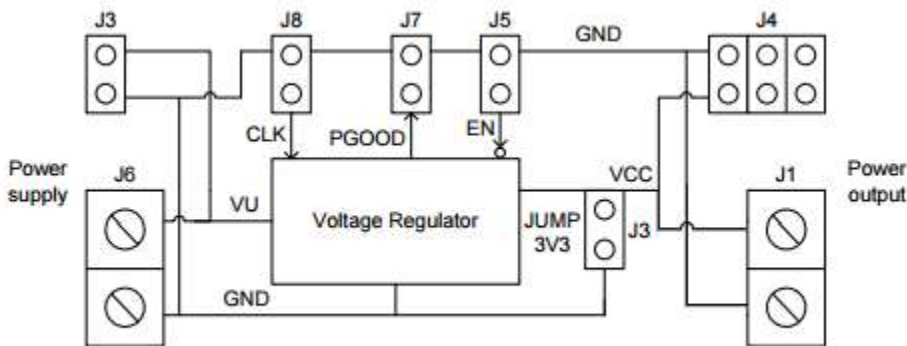 J3
J8
J7
J5
GND
J4
CLK
PGOOD
EN
Power
supply
J6
VU
Voltage Regulator
VCC
JUMP
3V3
J3
J1
Power
output
GND